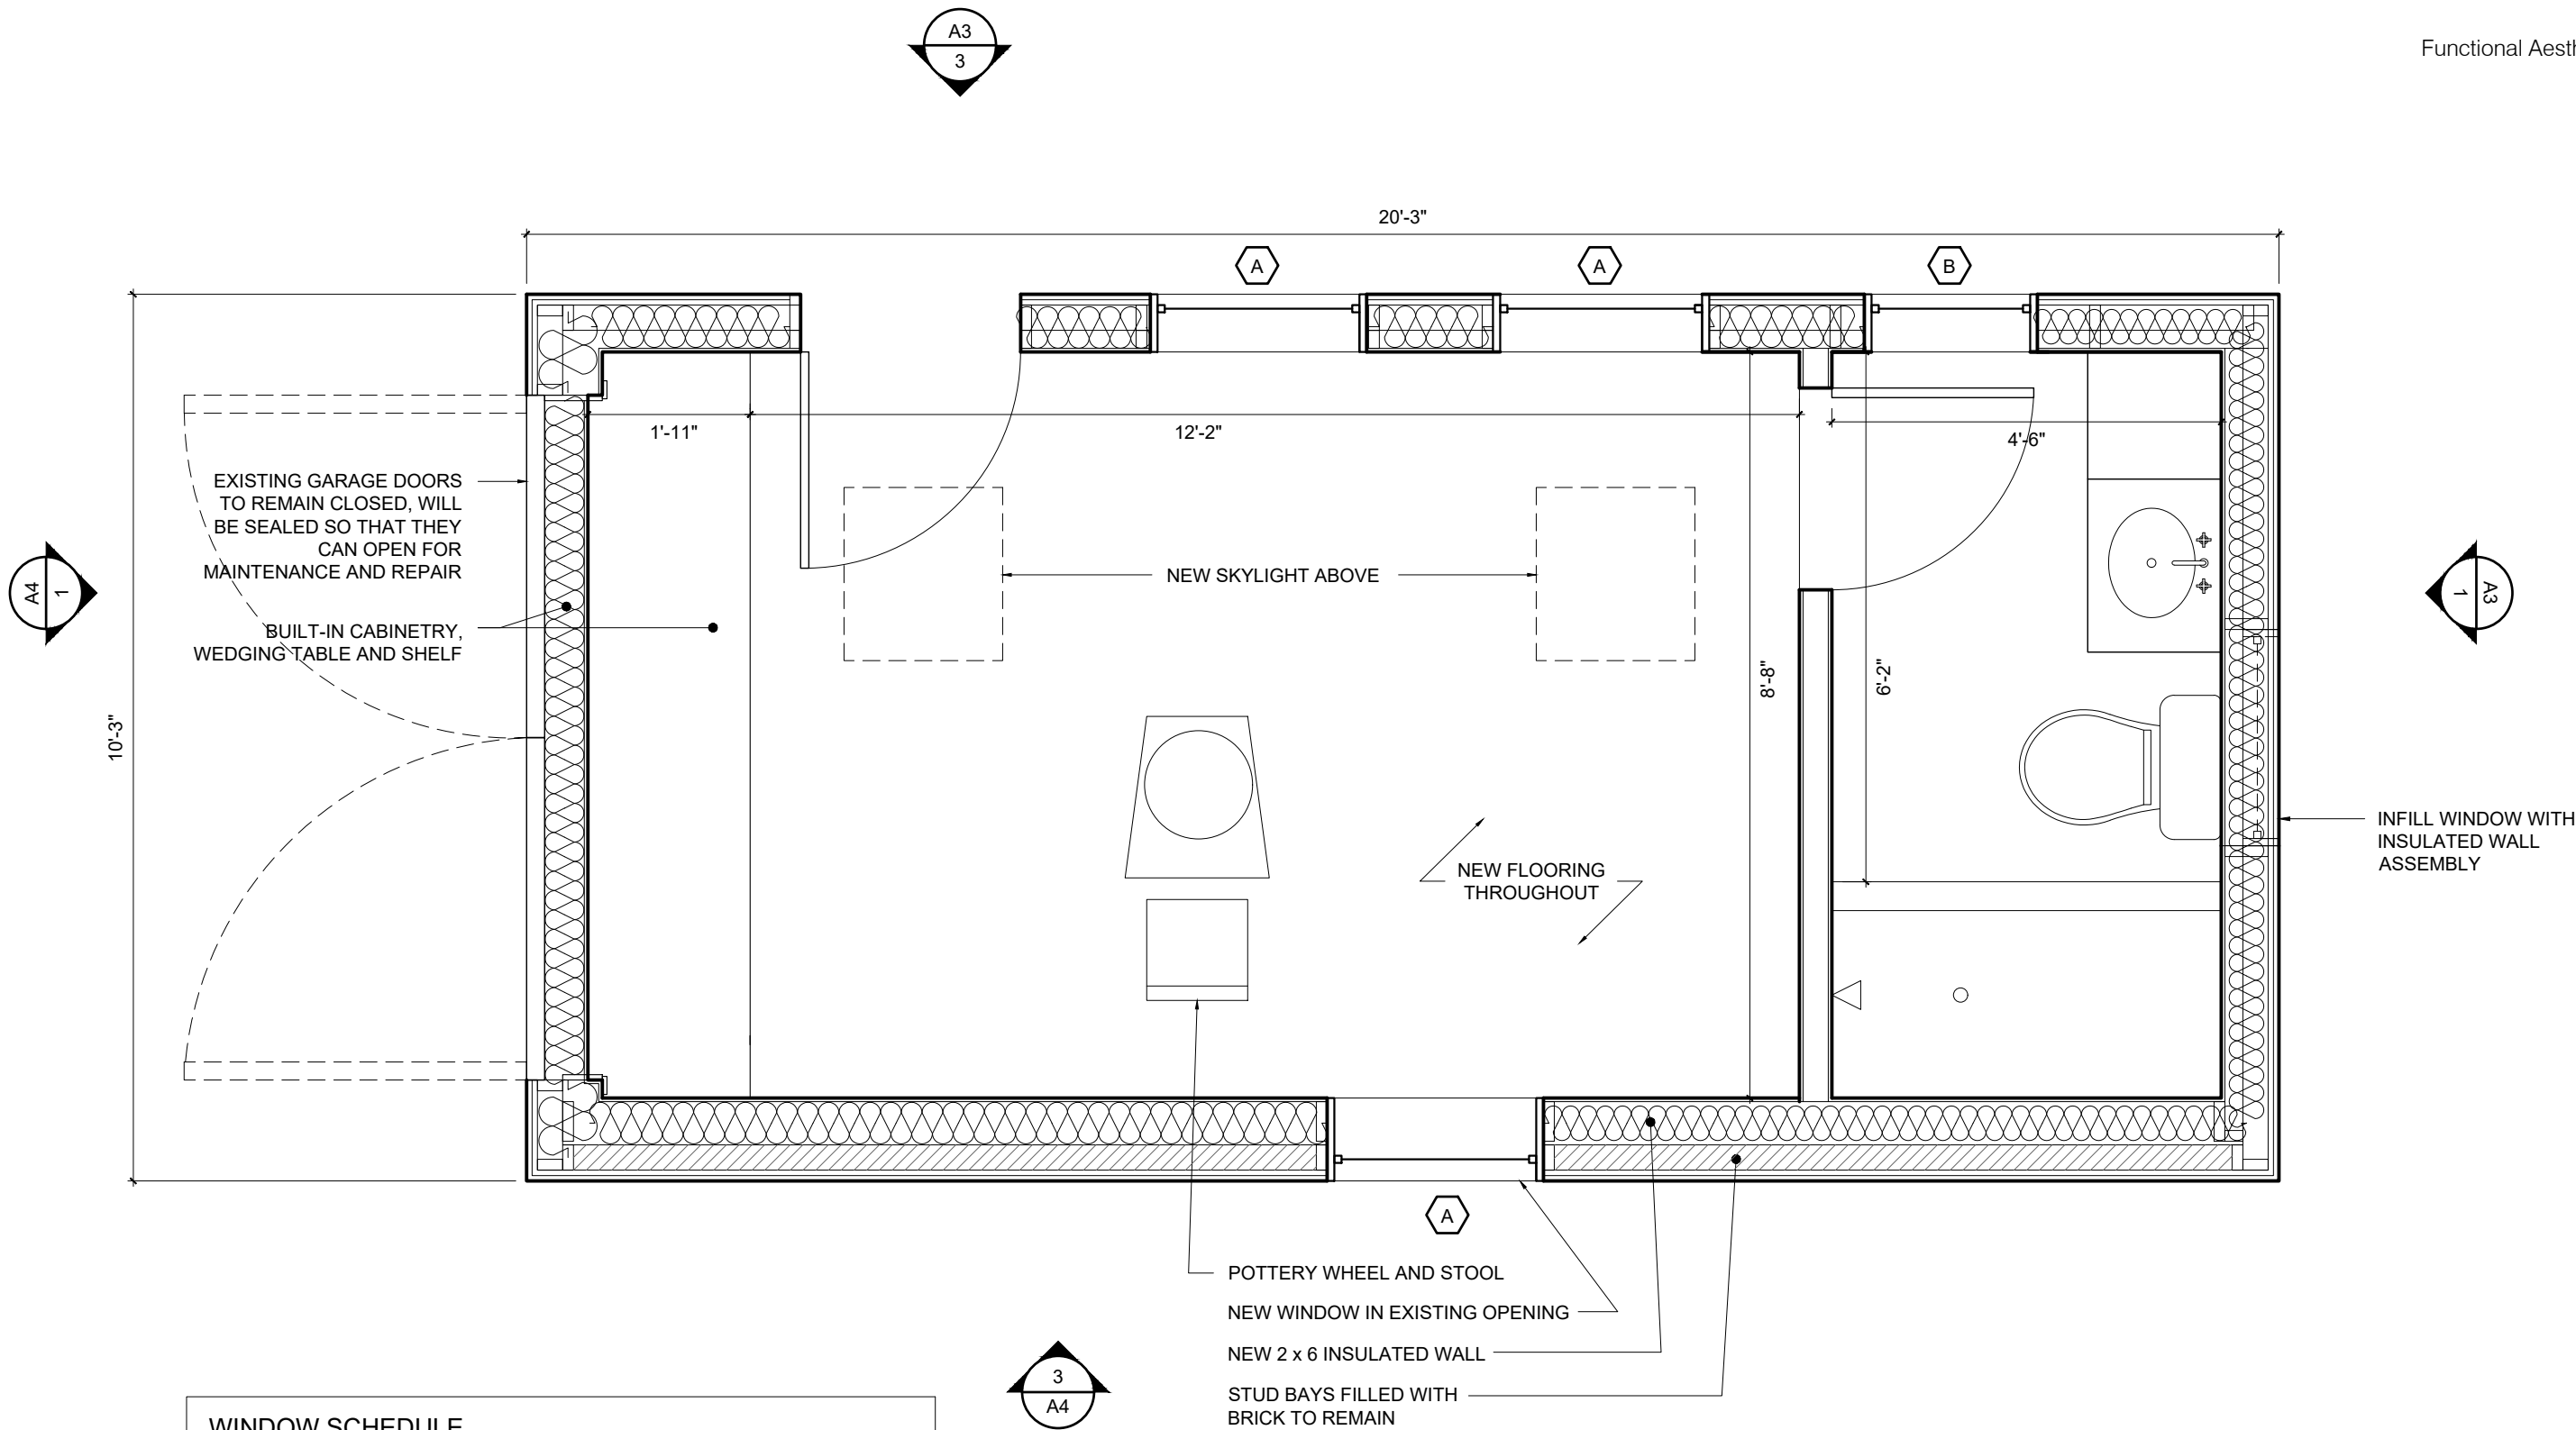 A3
3
Functional Aesth
20'-3"
A
A
B
1'-11"
12'-2"
4'-6"
EXISTING GARAGE DOORS
TO REMAIN CLOSED, WILL
BE SEALED SO THAT THEY
CAN OPEN FOR
MAINTENANCE AND REPAIR
NEW SKYLIGHT ABOVE
A4
1
A3
1
BUILT-IN CABINETRY,
WEDGING TABLE AND SHELF
8'-8"
6'-2"
10'-3"
INFILL WINDOW WITH
INSULATED WALL
ASSEMBLY
NEW FLOORING
THROUGHOUT
A
POTTERY WHEEL AND STOOL
NEW WINDOW IN EXISTING OPENING
NEW 2 x 6 INSULATED WALL
STUD BAYS FILLED WITH
BRICK TO REMAIN
3
A4
WINDOW SCHEDULE